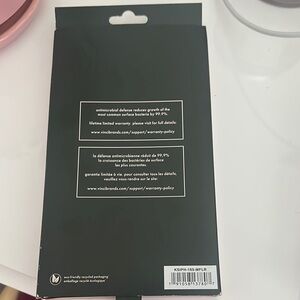 antimicrobial defense reduces growth of the
most common surface bacteria by 99.9%.
lifetime limited warranty. please visit for full details:
www.vincibrands.com/support/warranty-policy
la défense antimicrobienne réduit de 99,9%
la croissance des bactéries de surface
les plus courantes.
garantie limitée à vie. pour consulter tous les détails,
veuillez vous rendre sur le site:
www.vincibrands.com/support/warranty-policy
eco-friendly recycled packaging
emballage recyclé écologique